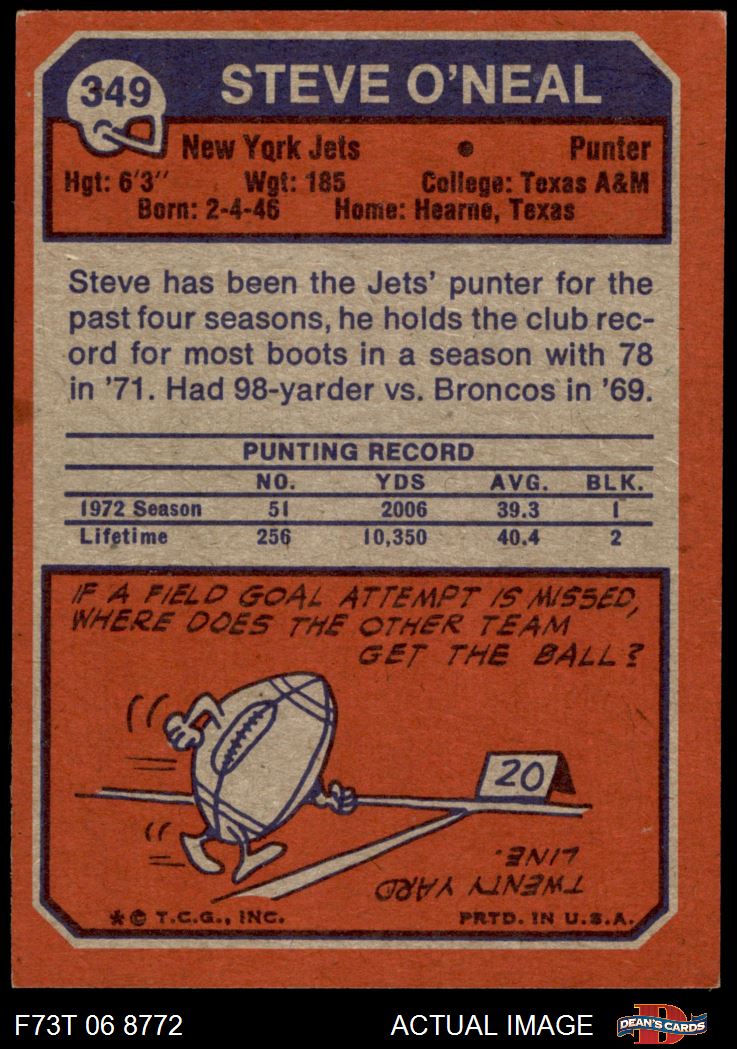 349
STEVE O'NEAL
New York Jets • Punter
Hgt: 6'3" Wgt: 185 College: Texas A&M
Born: 2-4-46 Home: Hearne, Texas
Steve has been the Jets' punter for the
past four seasons, he holds the club rec-
ord for most boots in a season with 78
in '71. Had 98-yarder vs. Broncos in '69.
PUNTING RECORD
NO. YDS AVG. BLK.
1972 Season 51 2006 39.3 1
Lifetime 256 10,350 40.4 2
IF A FIELD GOAL ATTEMPT IS MISSED,
WHERE DOES THE OTHER TEAM
GET THE BALL?
20
TWENTY YARD
LINE.
* © T.C.G., INC. PRTD. IN U.S.A.
F73T 06 8772 ACTUAL IMAGE
D
DEAN'S CARDS